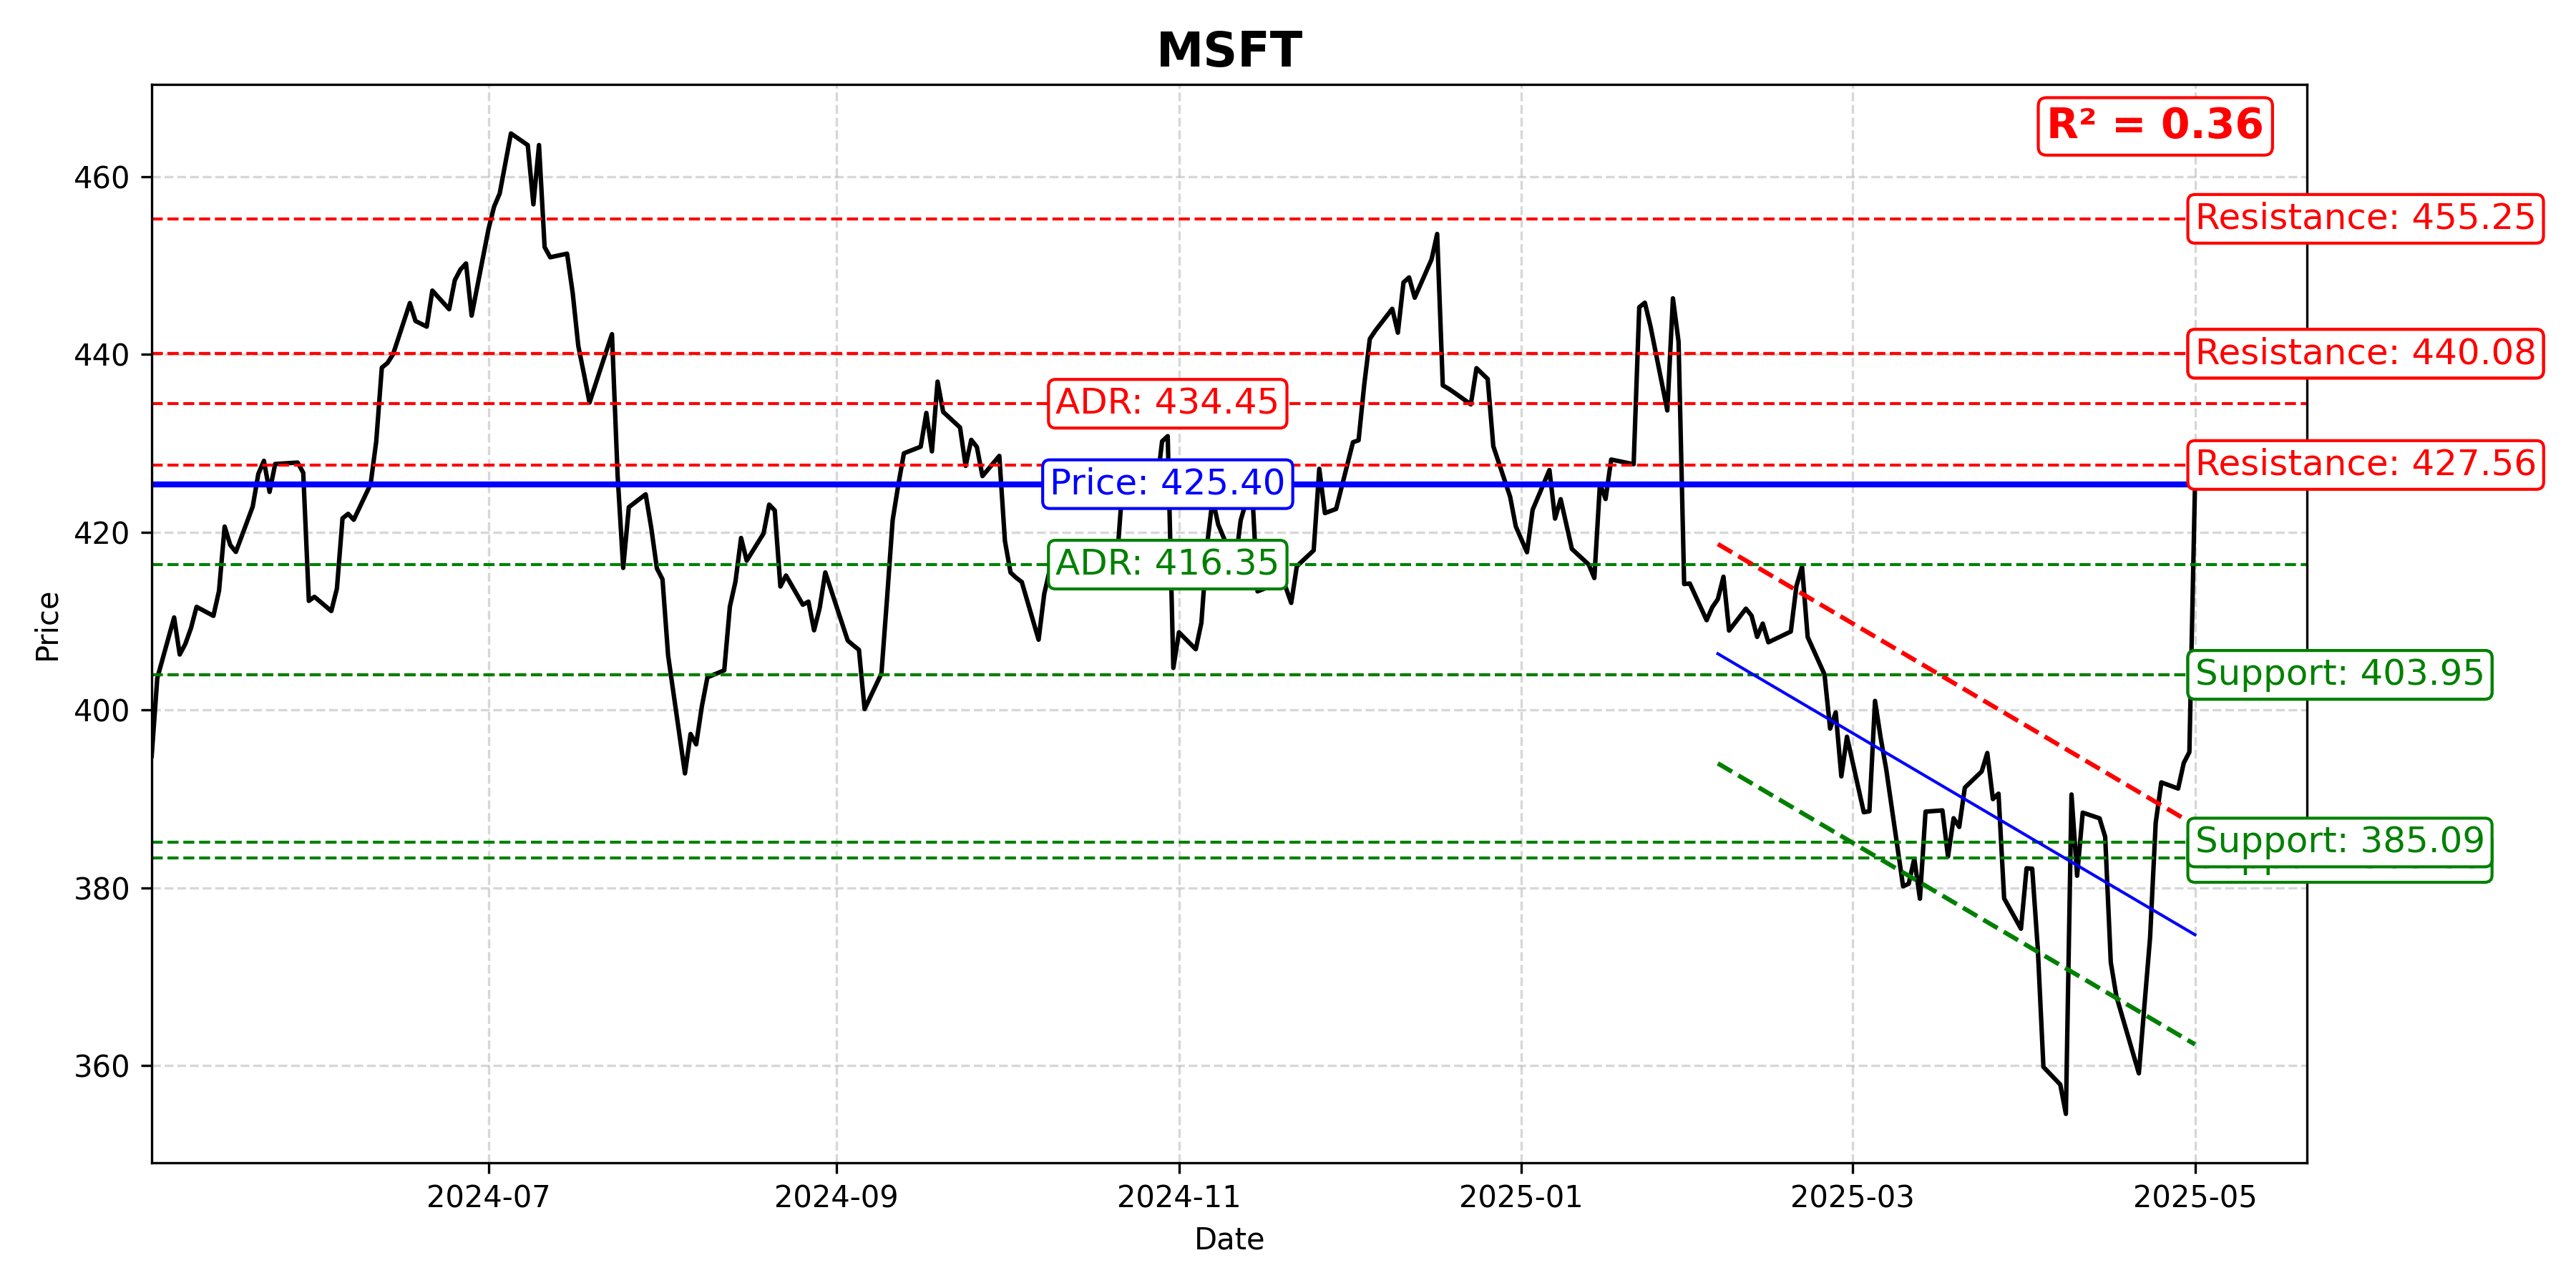 MSFT
R² = 0.36
460
Resistance: 455.25
440
Resistance: 440.08
ADR: 434.45
Resistance: 427.56
Price: 425.40
420
ADR: 416.35
Support: 403.95
400
Support: 385.09
380
360
Price
2024-07
2024-09
2024-11
2025-01
2025-03
2025-05
Date